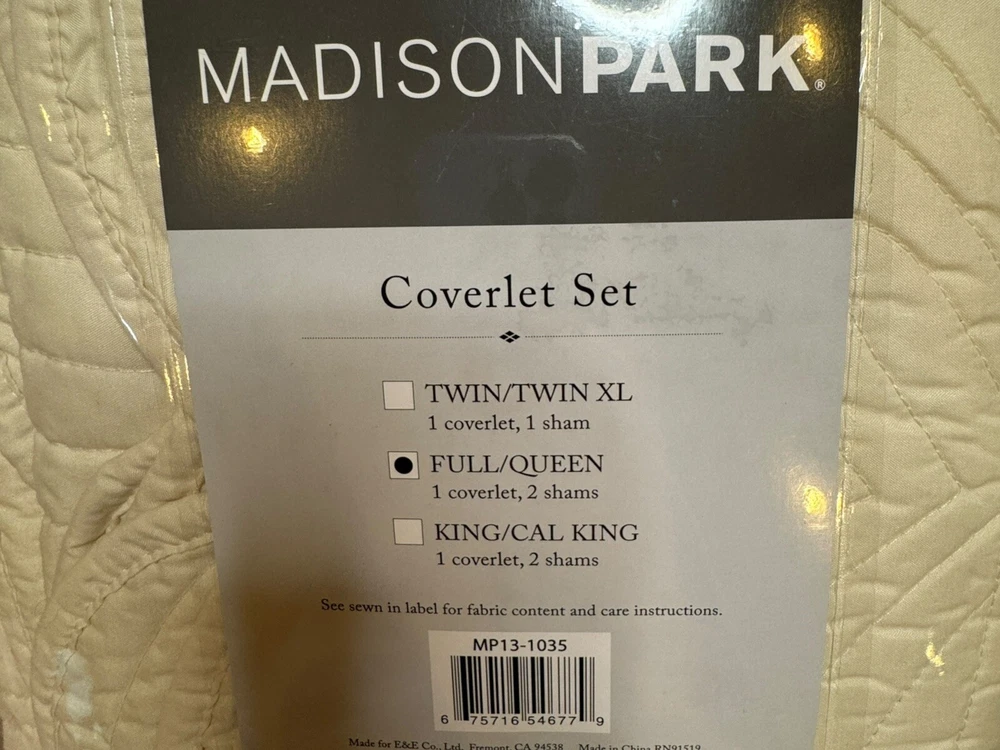 MADISONPARK®
Coverlet Set
TWIN/TWIN XL
1 coverlet, 1 sham
FULL/QUEEN
1 coverlet, 2 shams
KING/CAL KING
1 coverlet, 2 shams
See sewn in label for fabric content and care instructions.
MP13-1035
6 75716 54677 9
Made for E&E Co., Ltd. Fremont, CA 94538 Made in China RN91519